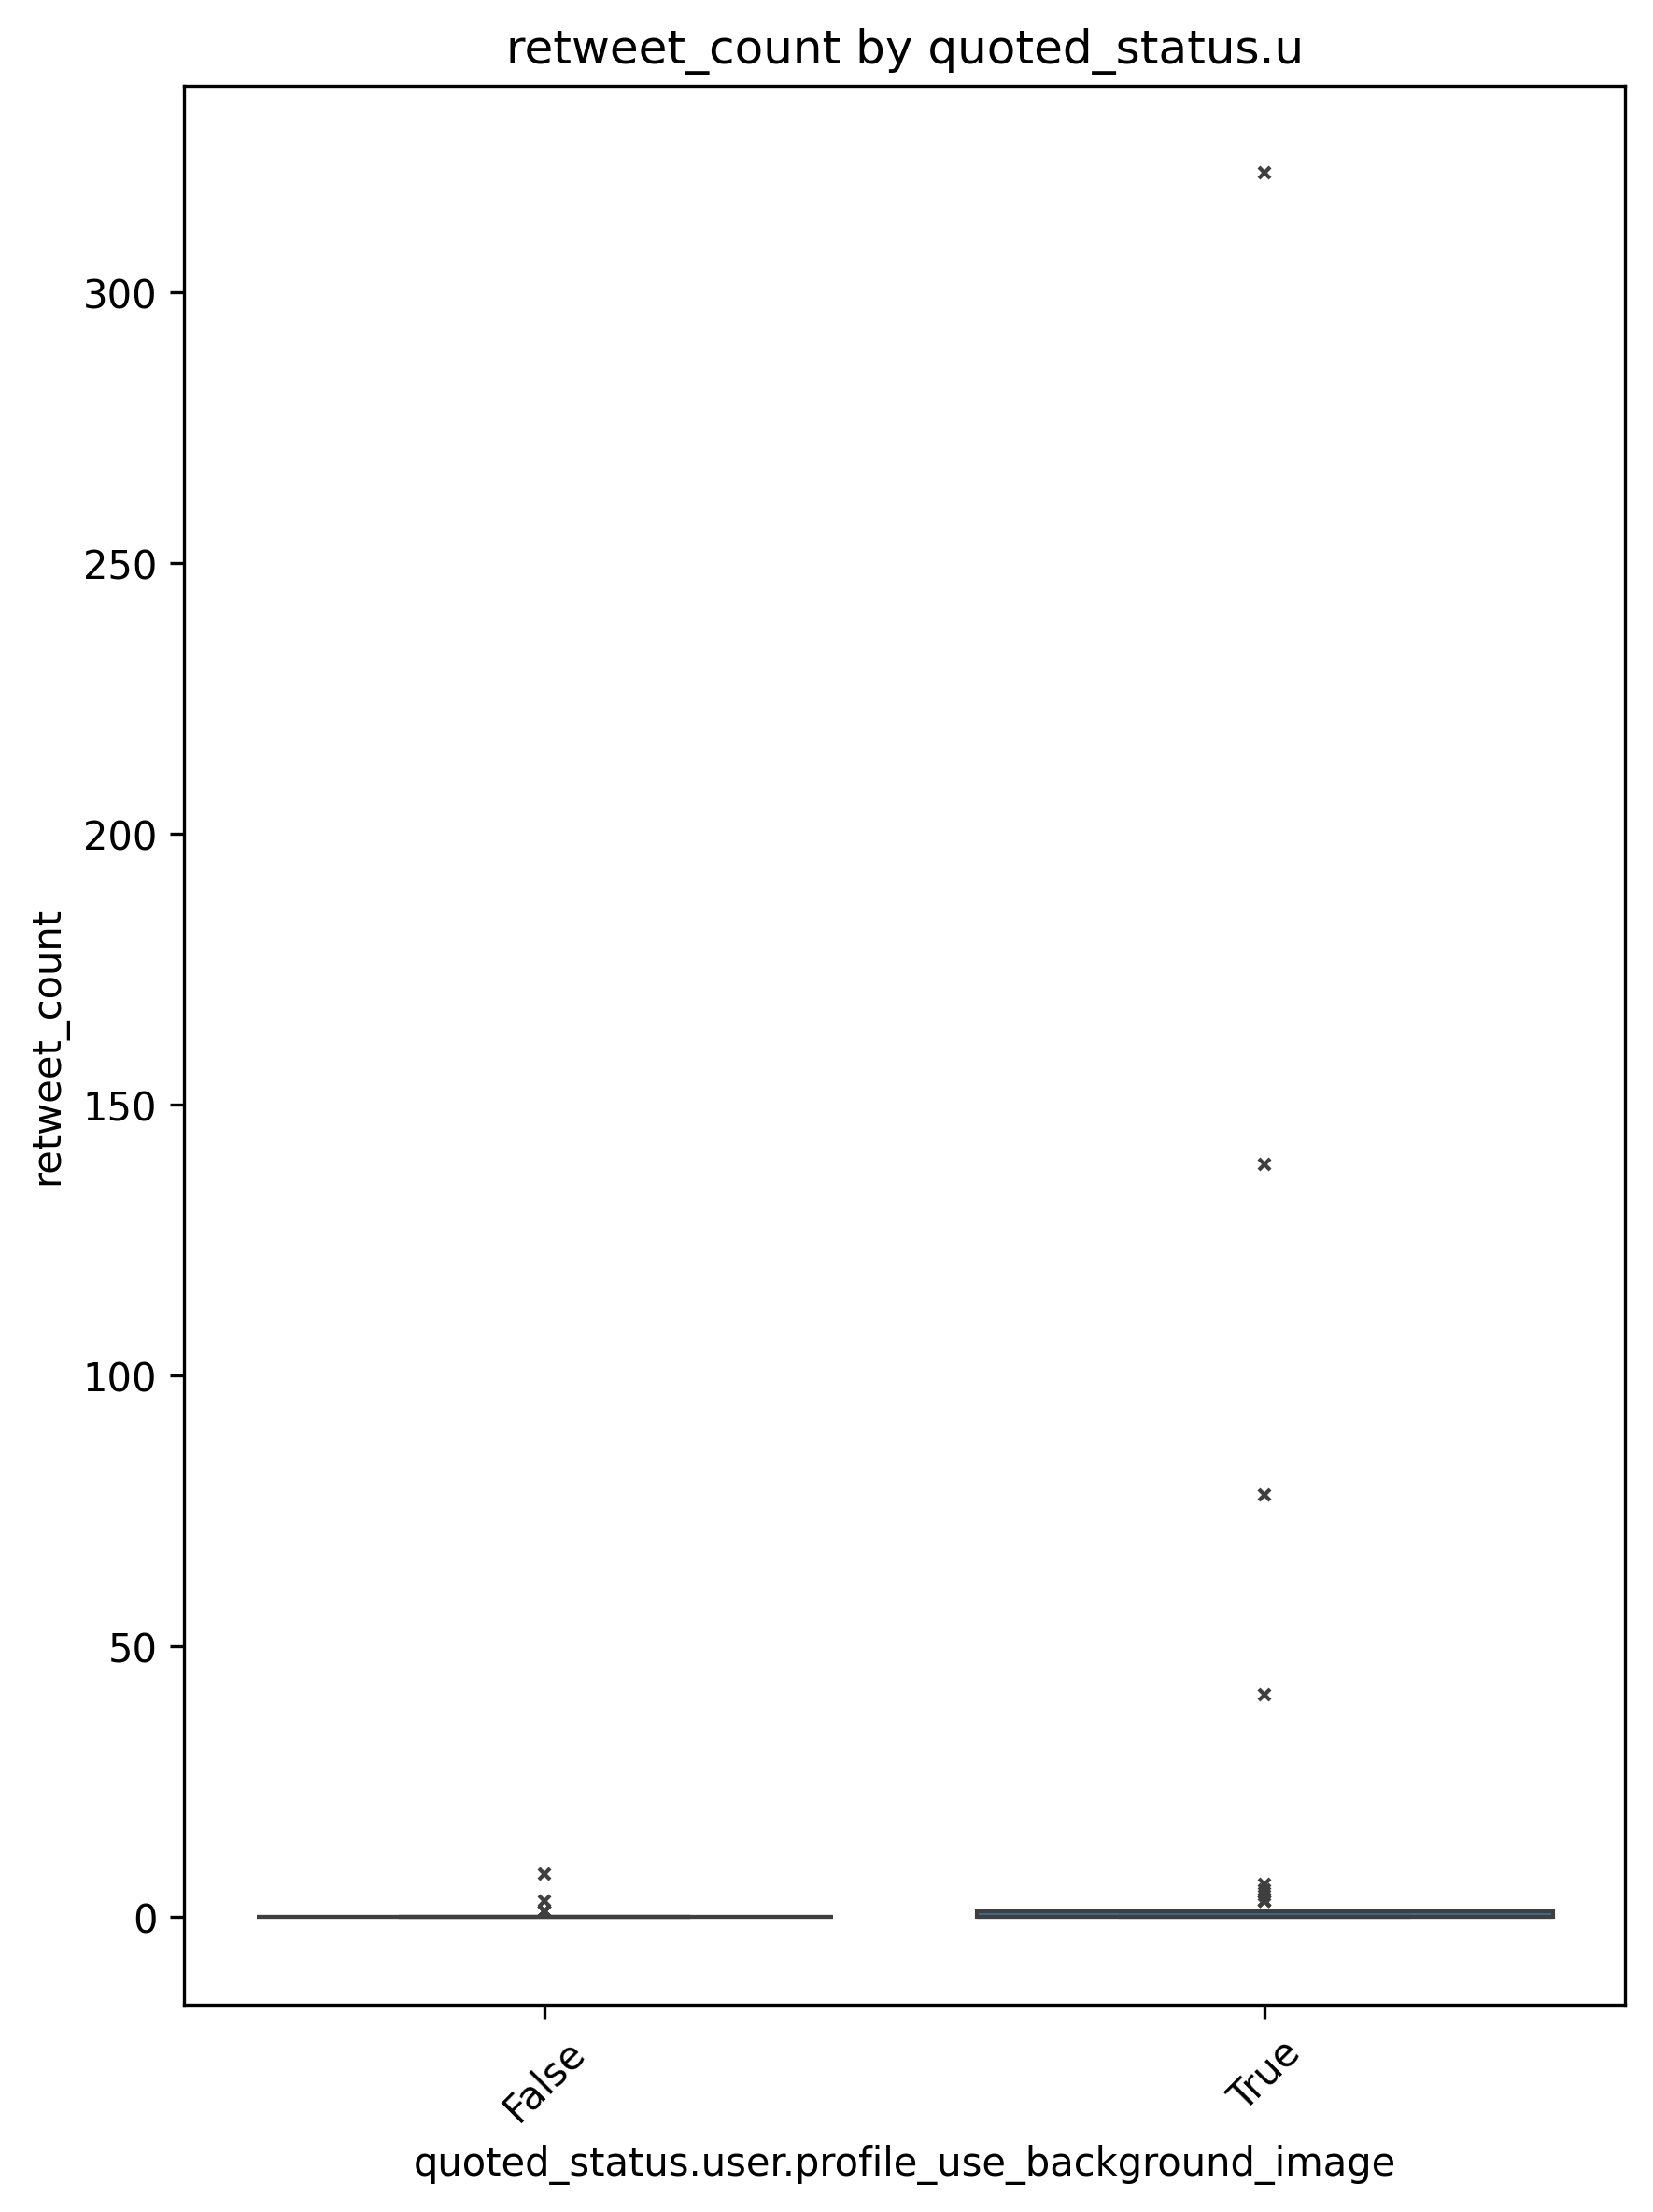 retweet_count by quoted_status.u
300
250
200
150
100
50
0
retweet_count
False
True
quoted_status.user.profile_use_background_image